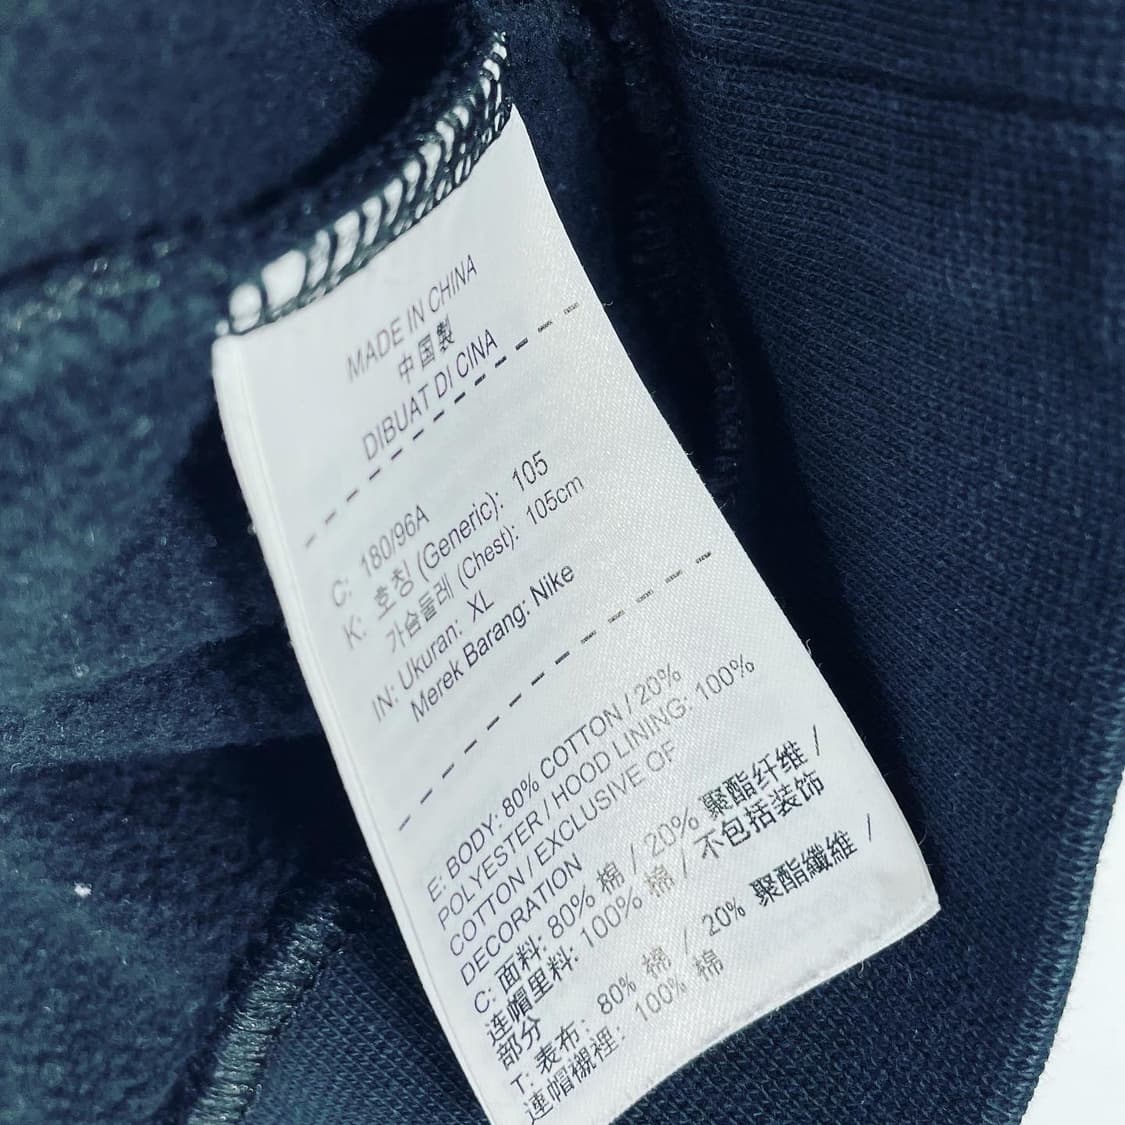 MADE IN CHINA
中国製
DIBUAT DI CINA
C: 180/96A
K: 호칭 (Generic): 105
가슴둘레 (Chest): 105cm
IN: Ukuran: XL
Merek Barang: Nike
E: BODY: 80% COTTON / 20%
POLYESTER / HOOD LINING: 100%
COTTON / EXCLUSIVE OF
DECORATION
C: 面料: 80% 棉 / 20% 聚酯纤维 /
连帽里料: 100% 棉 / 不包括装饰
部分
T: 表布: 80% 棉 / 20% 聚酯纖維 /
連帽襯裡: 100% 棉